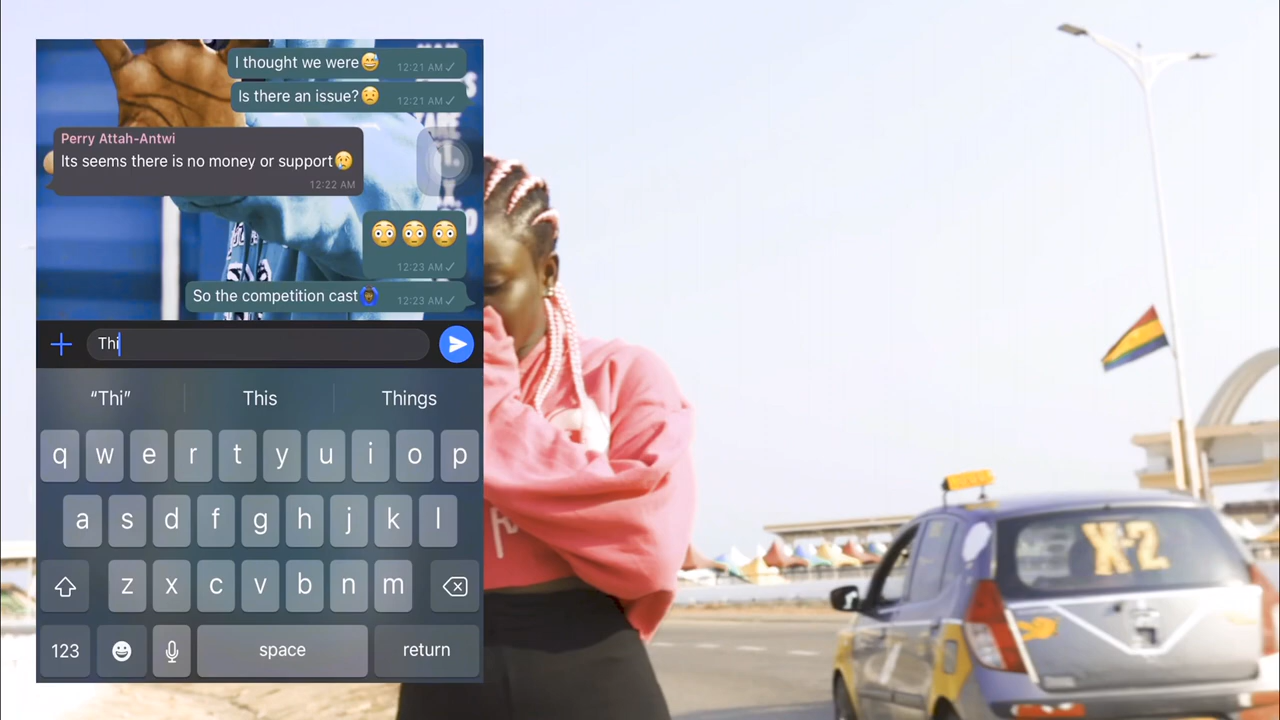 I thought we were😅
12:21 AM ✓
Is there an issue?😟
12:21 AM ✓
Perry Attah-Antwi
Its seems there is no money or support😢
12:22 AM
😳😳😳
12:23 AM ✓
So the competition cast🙆🏿‍♂️
12:23 AM ✓
Thi
“Thi” This Things
q w e r t y u i o p
a s d f g h j k l
z x c v b n m
123 space return
X-2